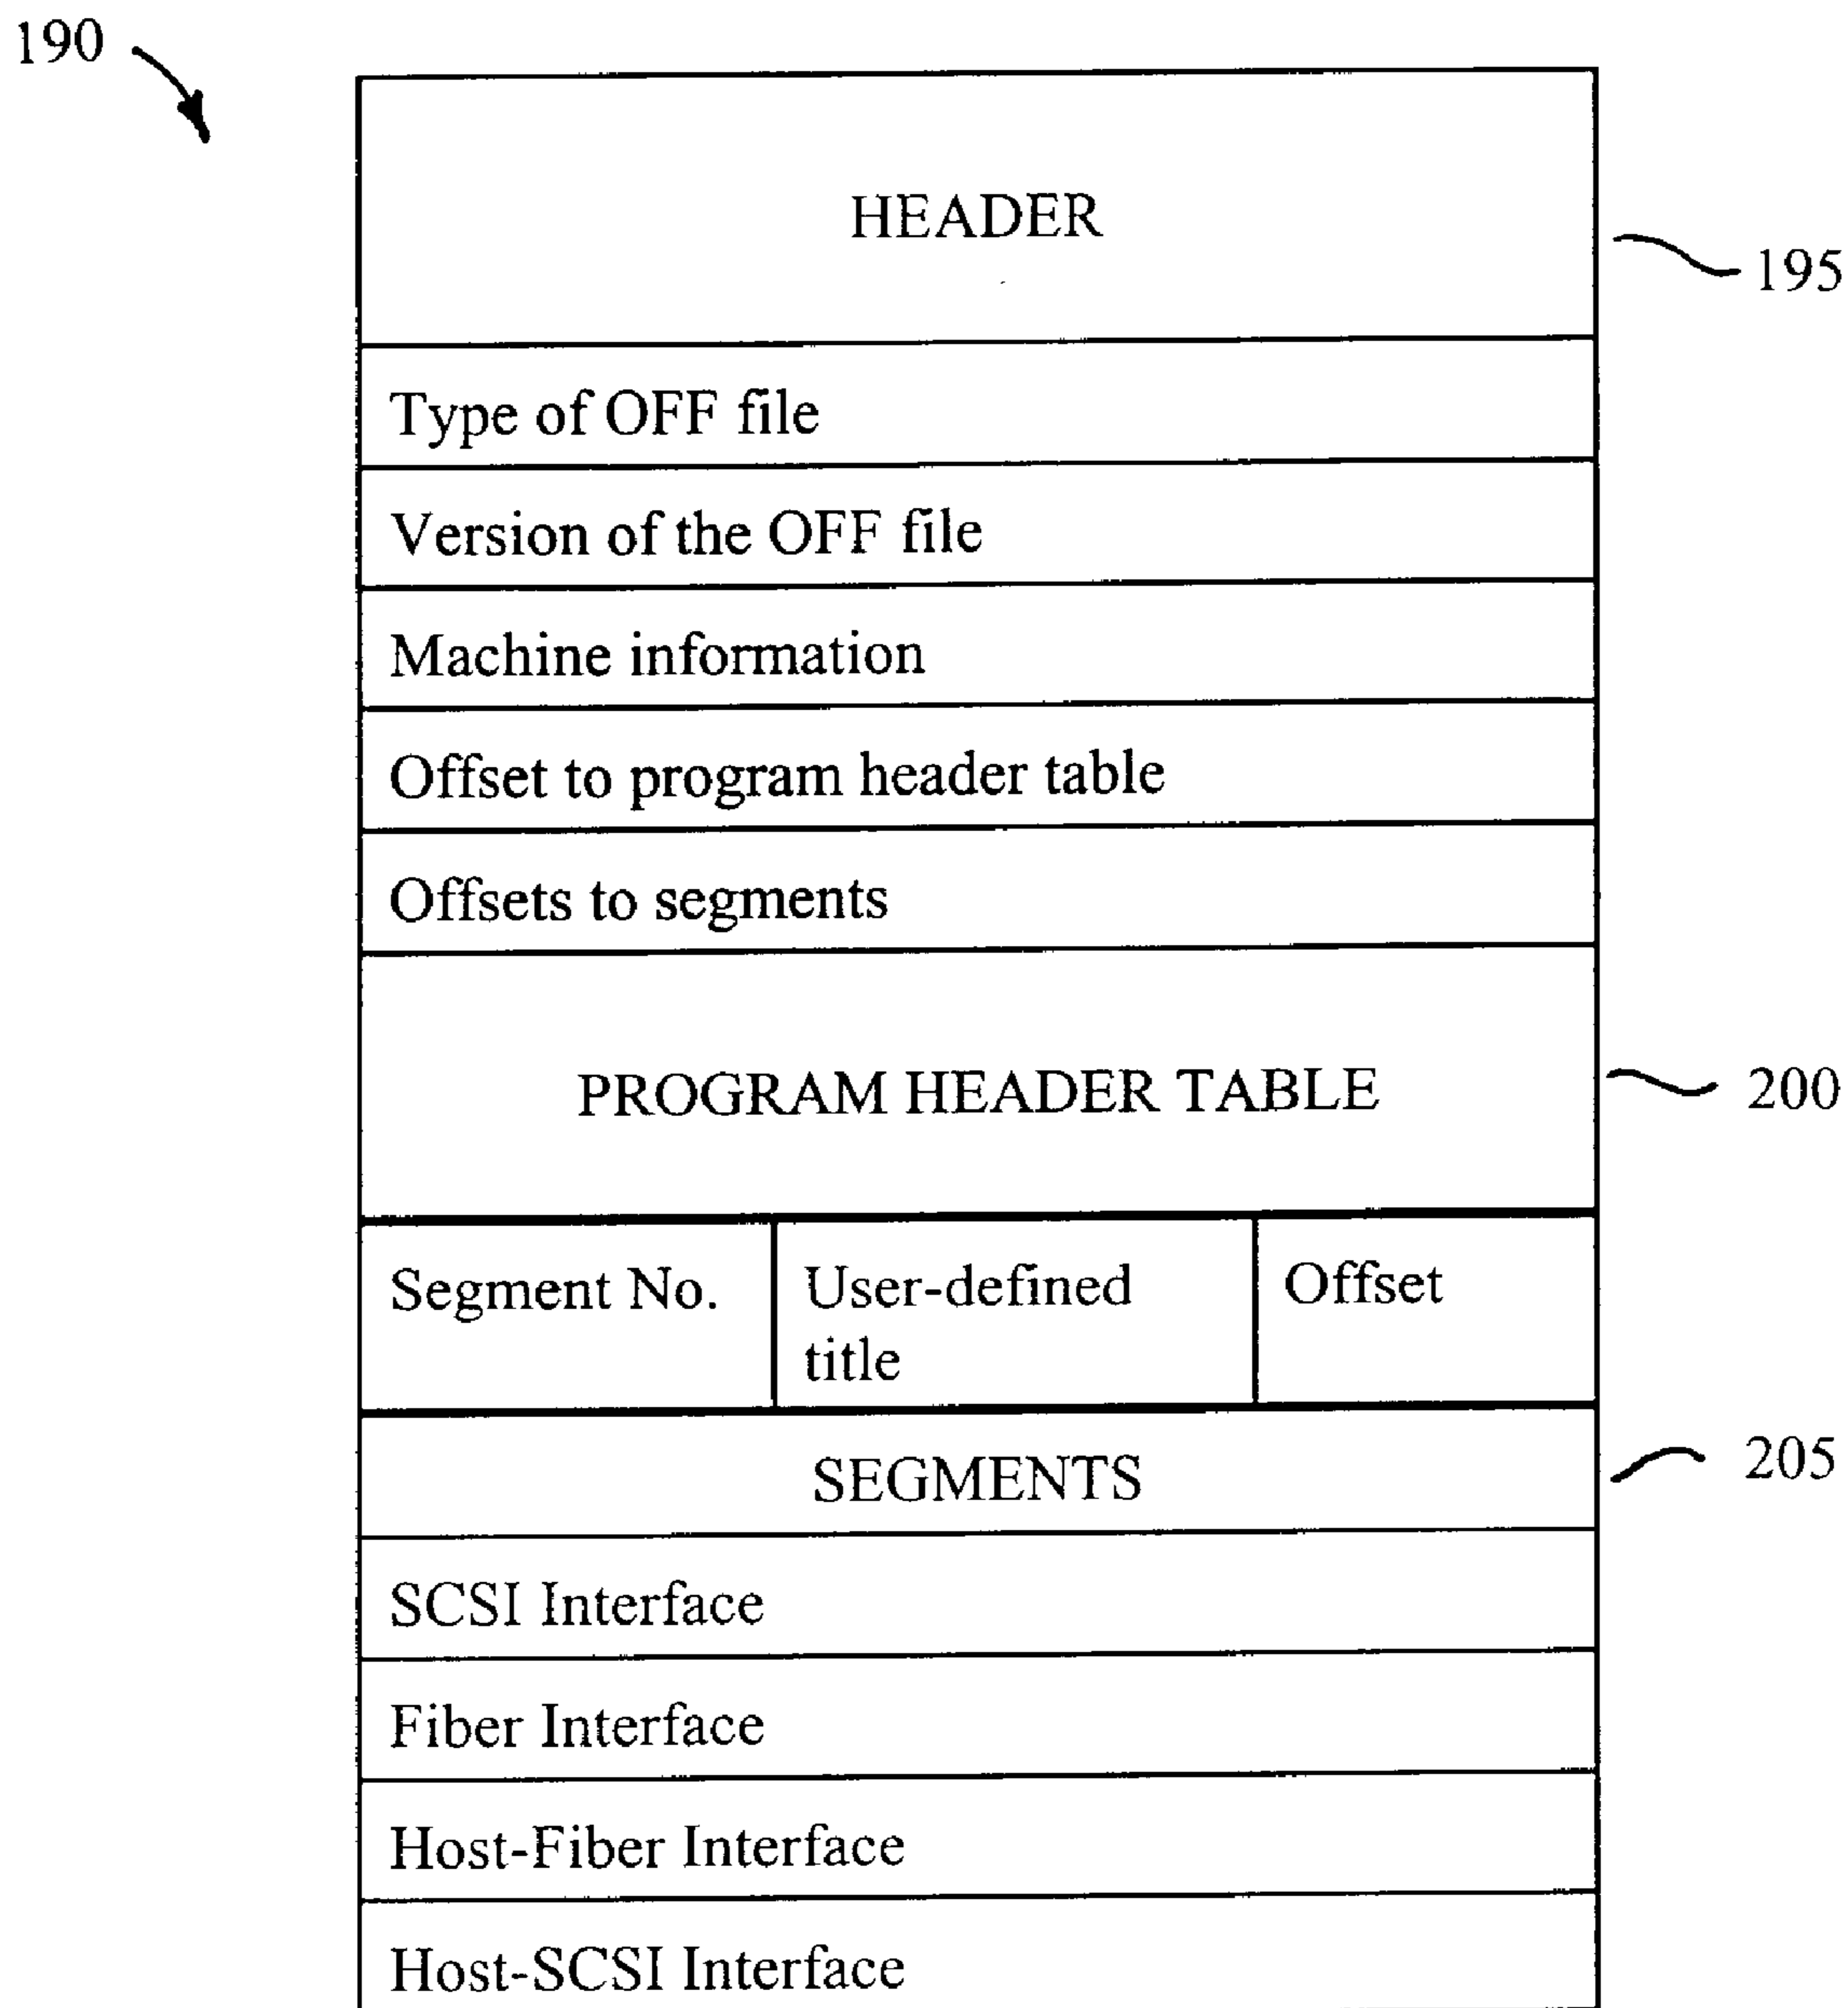 190
HEADER
195
Type of OFF file
Version of the OFF file
Machine information
Offset to program header table
Offsets to segments
PROGRAM HEADER TABLE
200
Segment No.
User-defined
title
Offset
SEGMENTS
205
SCSI Interface
Fiber Interface
Host-Fiber Interface
Host-SCSI Interface